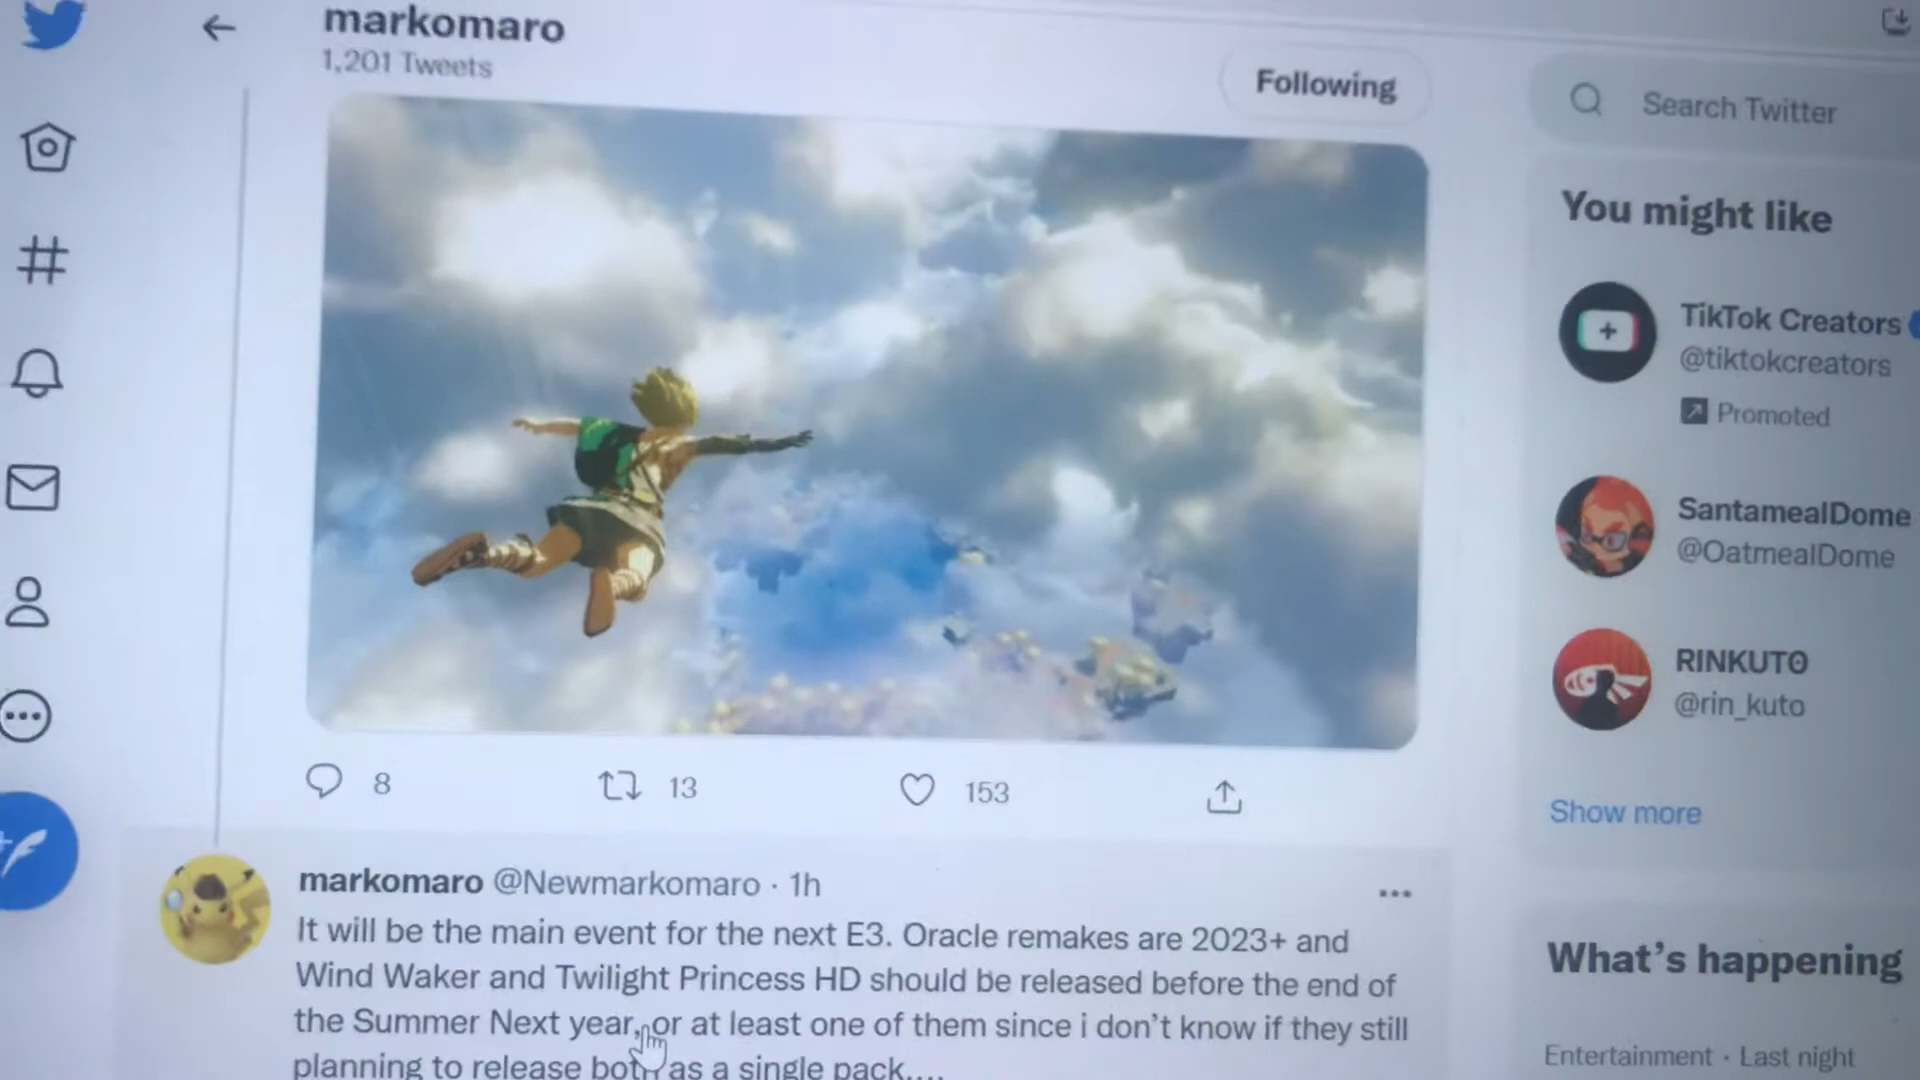 markomaro
1,201 Tweets
Following
Search Twitter
You might like
TikTok Creators
@tiktokcreators
Promoted
SantamealDome
@OatmealDome
RINKUTO
@rin_kuto
Show more
8
13
153
markomaro @Newmarkomaro · 1h
It will be the main event for the next E3. Oracle remakes are 2023+ and
Wind Waker and Twilight Princess HD should be released before the end of
the Summer Next year, or at least one of them since i don't know if they still
planning to release both as a single pack....
What's happening
Entertainment · Last night